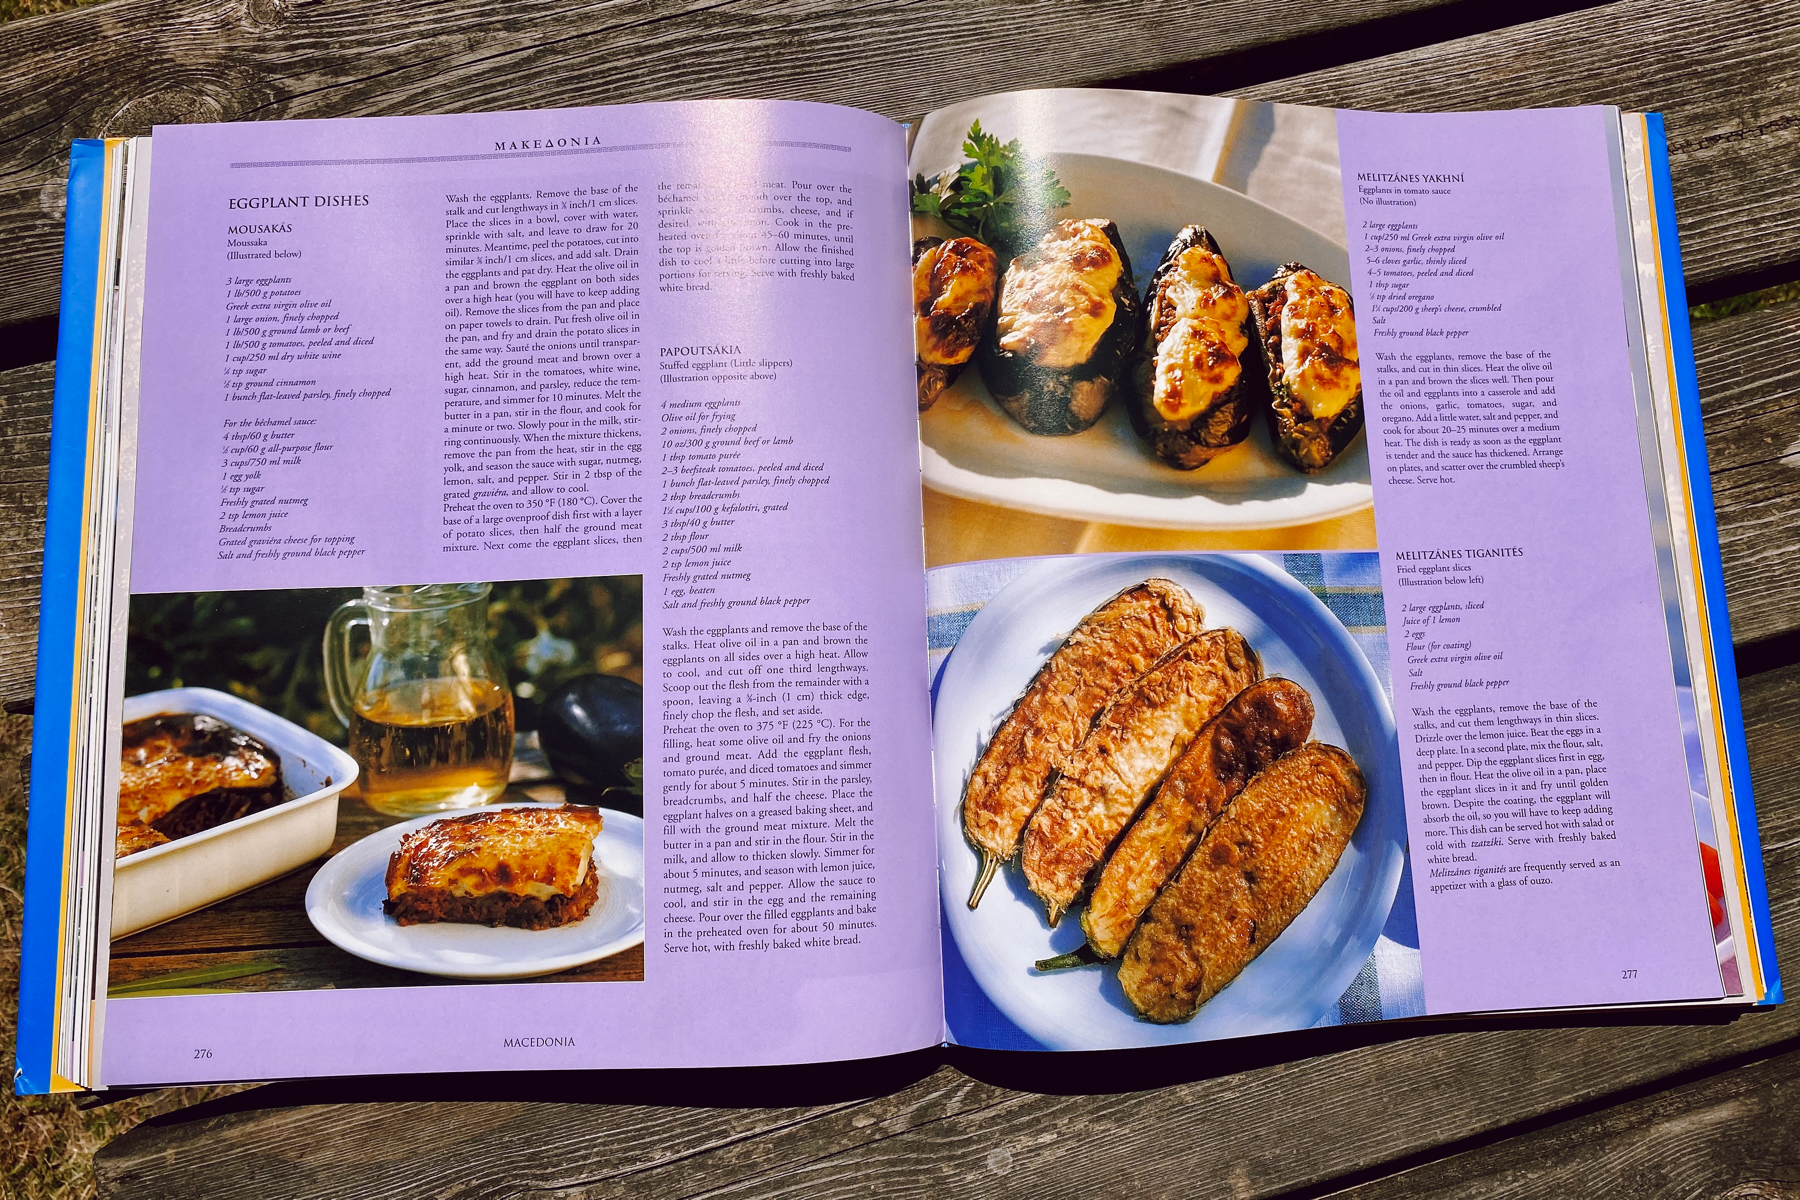 ΜΑΚΕΔΟΝΙΑ
EGGPLANT DISHES
MOUSAKÁS
Moussaka
(Illustrated below)
3 large eggplants
1 lb/500 g potatoes
Greek extra virgin olive oil
1 large onion, finely chopped
1 lb/500 g ground lamb or beef
1 lb/500 g tomatoes, peeled and diced
1 cup/250 ml dry white wine
tsp sugar
tsp ground cinnamon
1 bunch flat-leaved parsley, finely chopped
For the béchamel sauce:
4 tbsp/60 g butter
cup/60 g all-purpose flour
3 cups/750 ml milk
1 egg yolk
tsp sugar
Freshly grated nutmeg
2 tsp lemon juice
Breadcrumbs
Grated graviéra cheese for topping
Salt and freshly ground black pepper
Wash the eggplants. Remove the base of the
stalk and cut lengthways in inch/1 cm slices.
Place the slices in a bowl, cover with water,
sprinkle with salt, and leave to draw for 20
minutes. Meantime, peel the potatoes, cut into
similar inch/1 cm slices, and add salt. Drain
the eggplants and pat dry. Heat the olive oil in
a pan and brown the eggplant on both sides
over a high heat (you will have to keep adding
oil). Remove the slices from the pan and place
on paper towels to drain. Put fresh olive oil in
the pan, and fry and drain the potato slices in
the same way. Sauté the onions until transpar-
ent, add the ground meat and brown over a
high heat. Stir in the tomatoes, white wine,
sugar, cinnamon, and parsley, reduce the tem-
perature, and simmer for 10 minutes. Melt the
butter in a pan, stir in the flour, and cook for
a minute or two. Slowly pour in the milk, stir-
ring continuously. When the mixture thickens,
remove the pan from the heat, stir in the egg
yolk, and season the sauce with sugar, nutmeg,
lemon, salt, and pepper. Stir in 2 tbsp of the
grated graviéra, and allow to cool.
Preheat the oven to 350 °F (180 °C). Cover the
base of a large ovenproof dish first with a layer
of potato slices, then half the ground meat
mixture. Next come the eggplant slices, then
the meat. Pour over the
béchamel over the top, and
sprinkle cheese, and if
desired, Cook in the pre-
heated 45–60 minutes, until
the top is golden brown. Allow the finished
dish to cool a little before cutting into large
portions for serving. Serve with freshly baked
white bread.
PAPOUTSÁKIA
Stuffed eggplant (Little slippers)
(Illustration opposite above)
4 medium eggplants
Olive oil for frying
2 onions, finely chopped
10 oz/300 g ground beef or lamb
1 tbsp tomato purée
2–3 beefsteak tomatoes, peeled and diced
1 bunch flat-leaved parsley, finely chopped
2 tbsp breadcrumbs
cups/100 g kefalotiri, grated
3 tbsp/40 g butter
2 tbsp flour
2 cups/500 ml milk
2 tsp lemon juice
Freshly grated nutmeg
1 egg, beaten
Salt and freshly ground black pepper
Wash the eggplants and remove the base of the
stalks. Heat olive oil in a pan and brown the
eggplants on all sides over a high heat. Allow
to cool, and cut off one third lengthways.
Scoop out the flesh from the remainder with a
spoon, leaving a -inch (1 cm) thick edge,
finely chop the flesh, and set aside.
Preheat the oven to 375 °F (225 °C). For the
filling, heat some olive oil and fry the onions
and ground meat. Add the eggplant flesh,
tomato purée, and diced tomatoes and simmer
gently for about 5 minutes. Stir in the parsley,
breadcrumbs, and half the cheese. Place the
eggplant halves on a greased baking sheet, and
fill with the ground meat mixture. Melt the
butter in a pan and stir in the flour. Stir in the
milk, and allow to thicken slowly. Simmer for
about 5 minutes, and season with lemon juice,
nutmeg, salt and pepper. Allow the sauce to
cool, and stir in the egg and the remaining
cheese. Pour over the filled eggplants and bake
in the preheated oven for about 50 minutes.
Serve hot, with freshly baked white bread.
276
MACEDONIA
MELITZÁNES YAKHNÍ
Eggplants in tomato sauce
(No illustration)
2 large eggplants
1 cup/250 ml Greek extra virgin olive oil
2–3 onions, finely chopped
5–6 cloves garlic, thinly sliced
4–5 tomatoes, peeled and diced
1 tbsp sugar
tsp dried oregano
cups/200 g sheep's cheese, crumbled
Salt
Freshly ground black pepper
Wash the eggplants, remove the base of the
stalks, and cut in thin slices. Heat the olive oil
in a pan and brown the slices well. Then pour
the oil and eggplants into a casserole and add
the onions, garlic, tomatoes, sugar, and
oregano. Add a little water, salt and pepper, and
cook for about 20–25 minutes over a medium
heat. The dish is ready as soon as the eggplant
is tender and the sauce has thickened. Arrange
on plates, and scatter over the crumbled sheep's
cheese. Serve hot.
MELITZÁNES TIGANITÉS
Fried eggplant slices
(Illustration below left)
2 large eggplants, sliced
Juice of 1 lemon
2 eggs
Flour (for coating)
Greek extra virgin olive oil
Salt
Freshly ground black pepper
Wash the eggplants, remove the base of the
stalks, and cut them lengthways in thin slices.
Drizzle over the lemon juice. Beat the eggs in a
deep plate. In a second plate, mix the flour, salt,
and pepper. Dip the eggplant slices first in egg,
then in flour. Heat the olive oil in a pan, place
the eggplant slices in it and fry until golden
brown. Despite the coating, the eggplant will
absorb the oil, so you will have to keep adding
more. This dish can be served hot with salad or
cold with tzatzíki. Serve with freshly baked
white bread.
Melitzánes tiganités are frequently served as an
appetizer with a glass of ouzo.
277